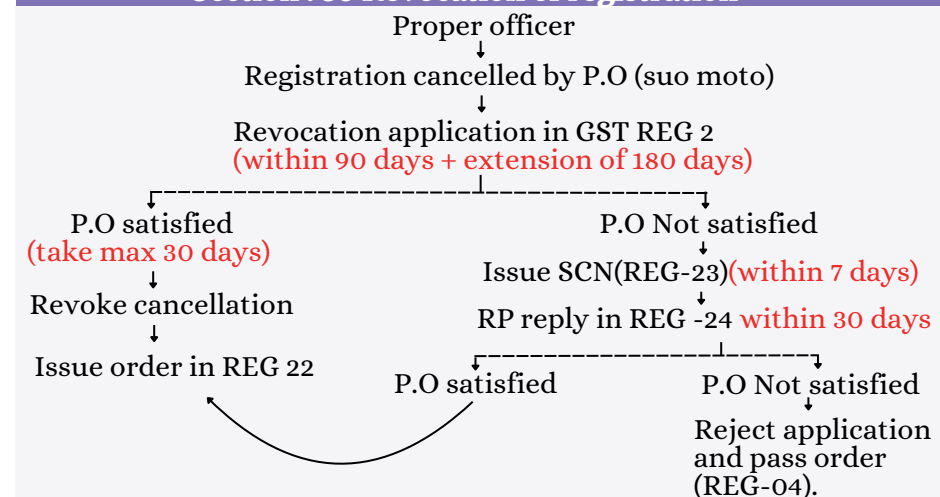 Proper officer
Registration cancelled by P.O (suo moto)
Revocation application in GST REG 2
(within 90 days + extension of 180 days)
P.O satisfied
(take max 30 days)
Revoke cancellation
Issue order in REG 22
P.O Not satisfied
Issue SCN(REG-23)(within 7 days)
RP reply in REG -24 within 30 days
P.O satisfied
P.O Not satisfied
Reject application
and pass order
(REG-04).